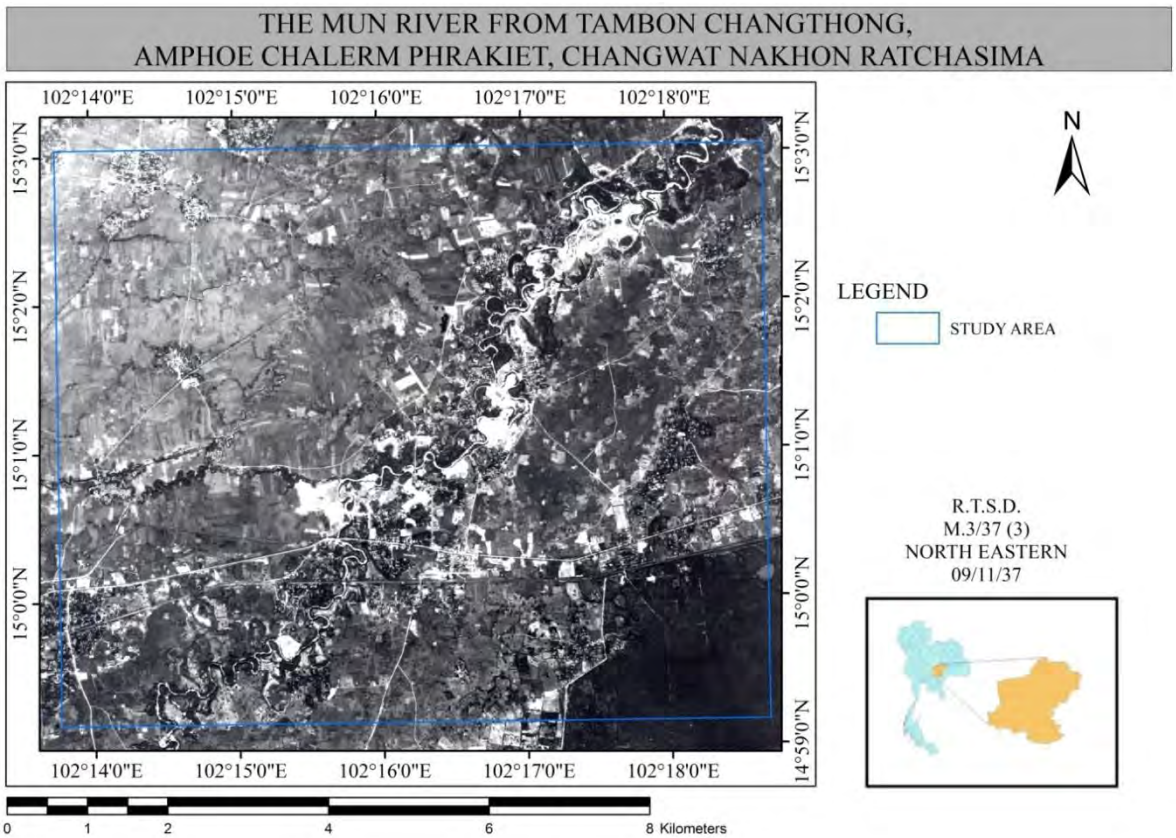 THE MUN RIVER FROM TAMBON CHANGTHONG,
AMPHOE CHALERM PHRAKIET, CHANGWAT NAKHON RATCHASIMA
102°14'0"E 102°15'0"E 102°16'0"E 102°17'0"E 102°18'0"E
15°3'0"N
15°2'0"N
15°1'0"N
15°0'0"N
15°3'0"N
15°2'0"N
15°1'0"N
15°0'0"N
14°59'0"N
102°14'0"E 102°15'0"E 102°16'0"E 102°17'0"E 102°18'0"E
0 1 2 4 6 8 Kilometers
N
LEGEND
STUDY AREA
R.T.S.D.
M.3/37 (3)
NORTH EASTERN
09/11/37